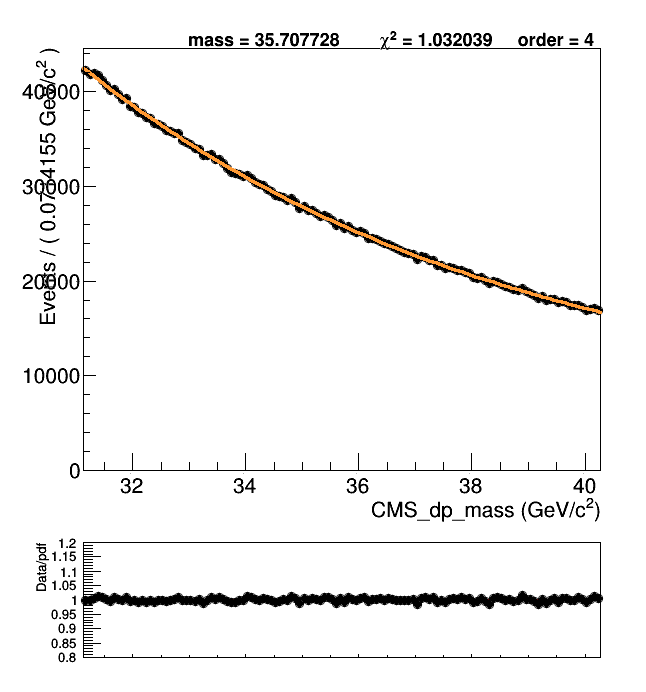 mass = 35.707728 χ² = 1.032039 order = 4
Events / ( 0.0714155 GeV/c² )
40000
30000
20000
10000
0
32 34 36 38 40
CMS_dp_mass (GeV/c²)
Data/pdf
1.2
1.15
1.1
1.05
1
0.95
0.9
0.85
0.8